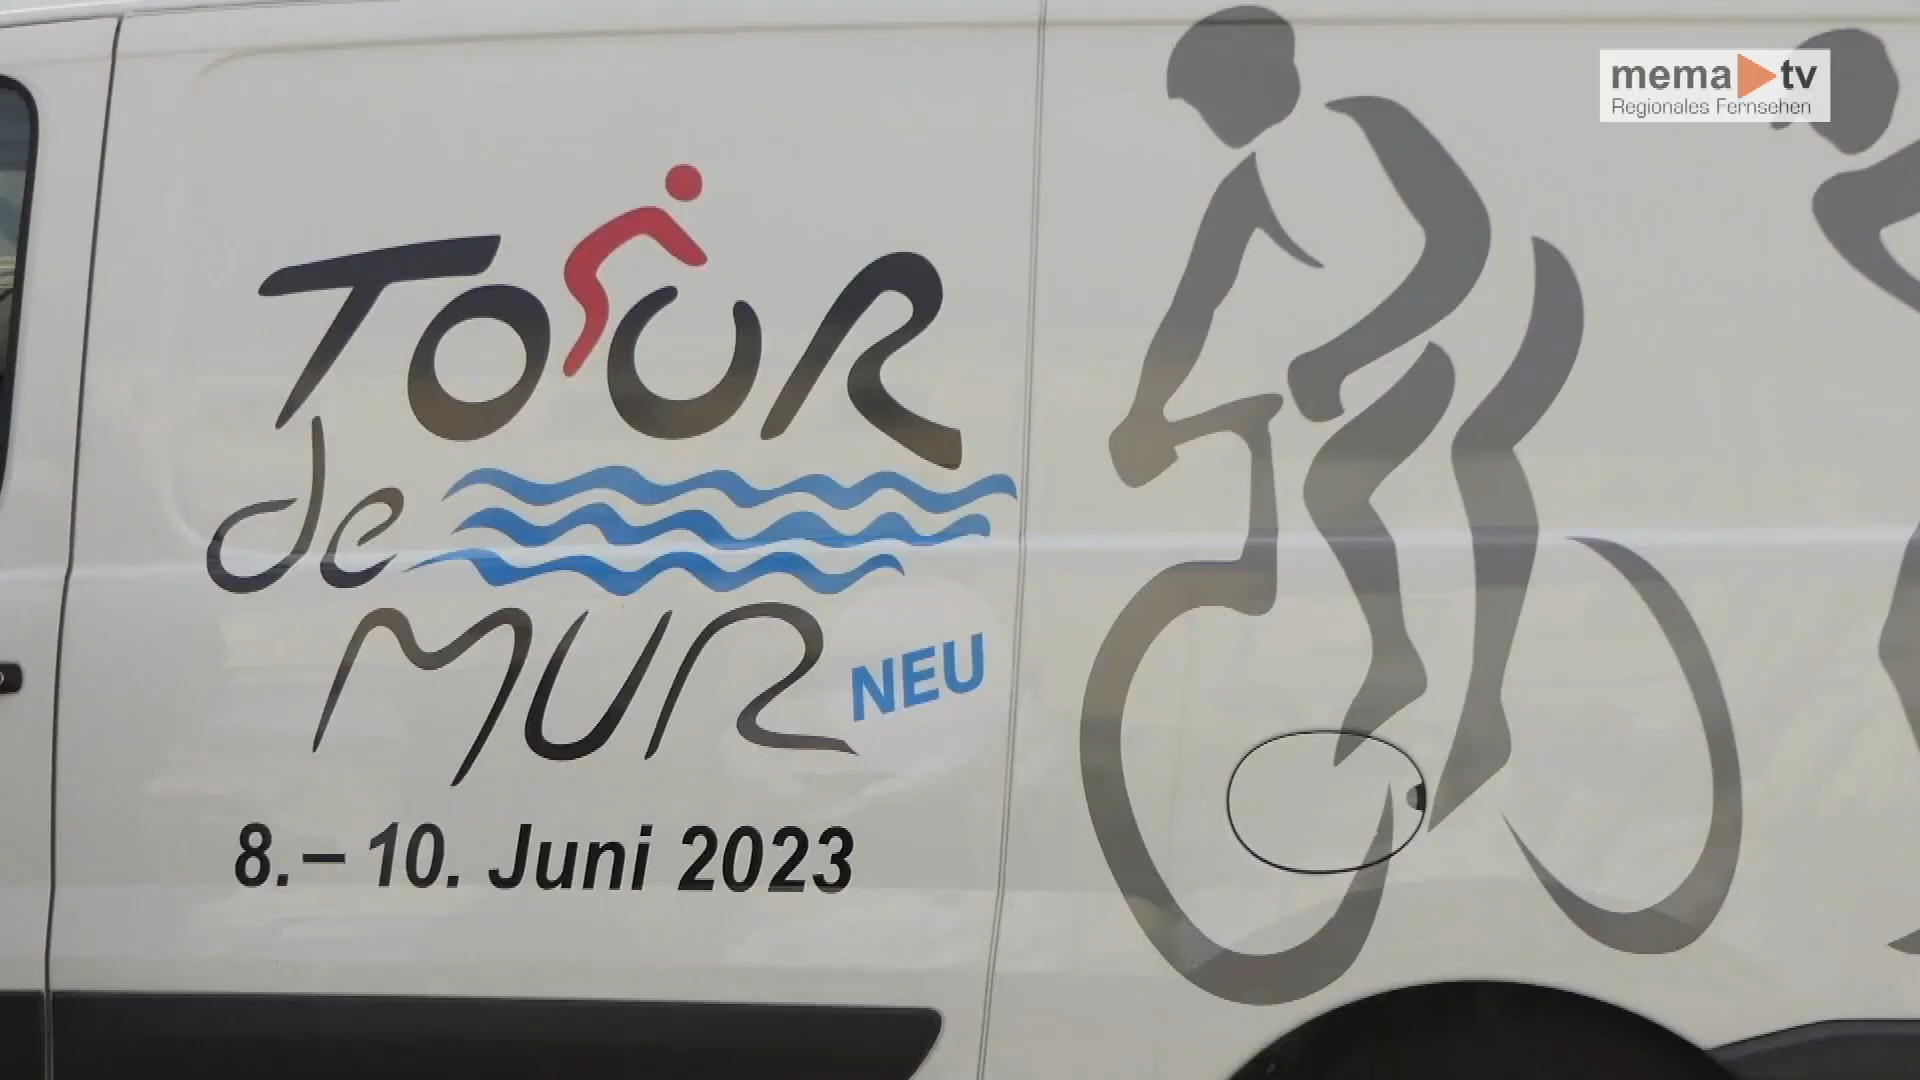 mema tv
Regionales Fernsehen
TOUR
de
MUR
NEU
8.– 10. Juni 2023